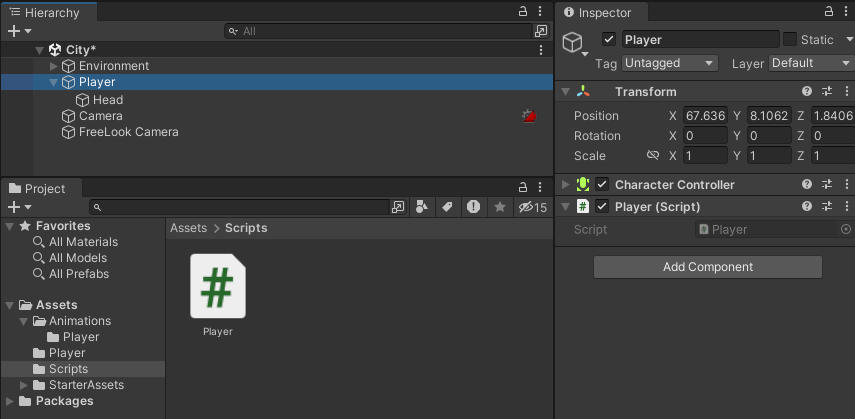 Hierarchy
All
City*
Environment
Player
Head
Camera
FreeLook Camera
Project
15
Favorites
All Materials
All Models
All Prefabs
Assets
Animations
Player
Player
Scripts
StarterAssets
Packages
Assets > Scripts
#
Player
Inspector
Player
Static
Tag Untagged Layer Default
Transform
Position X 67.636 Y 8.1062 Z 1.8406
Rotation X 0 Y 0 Z 0
Scale X 1 Y 1 Z 1
Character Controller
# Player (Script)
Script Player
Add Component